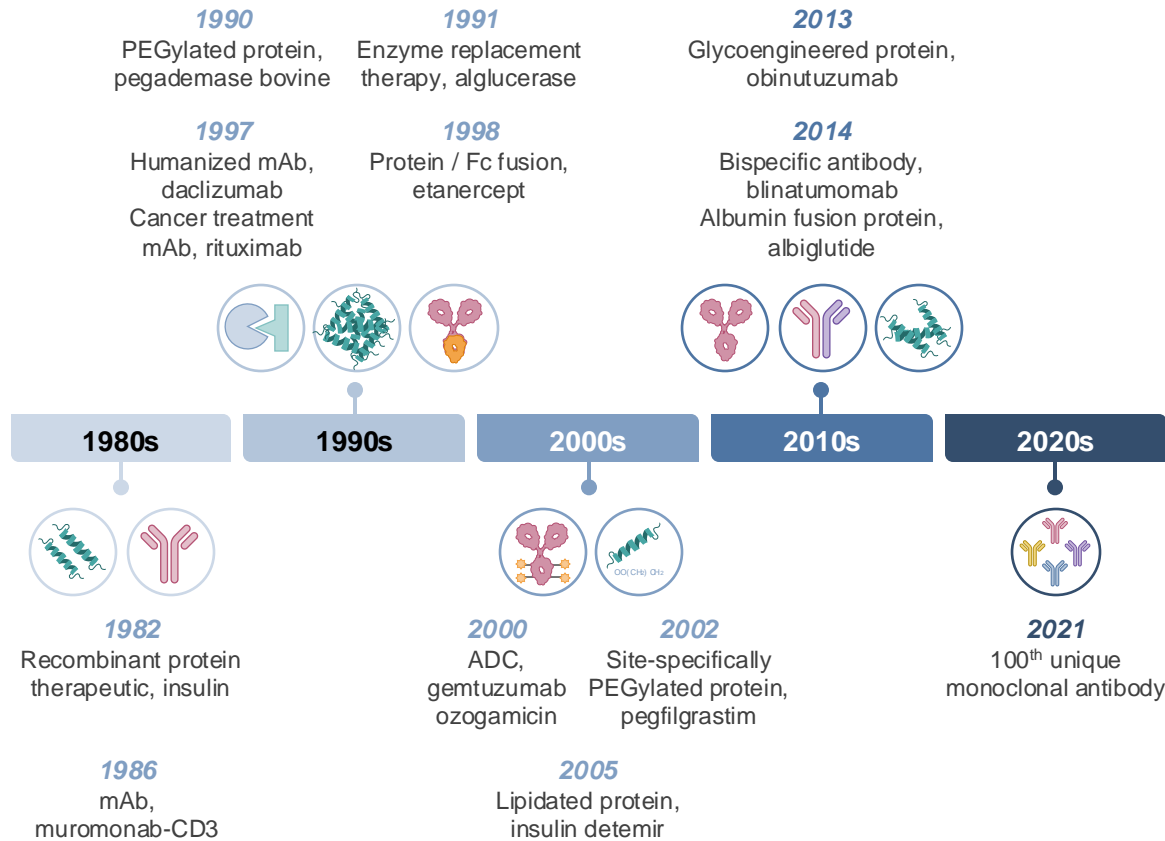 1990
PEGylated protein,
pegademase bovine
1991
Enzyme replacement
therapy, alglucerase
1997
Humanized mAb,
daclizumab
Cancer treatment
mAb, rituximab
1998
Protein / Fc fusion,
etanercept
2013
Glycoengineered protein,
obinutuzumab
2014
Bispecific antibody,
blinatumomab
Albumin fusion protein,
albiglutide
1980s
1990s
2000s
2010s
2020s
OO(CH₂) CH₂
1982
Recombinant protein
therapeutic, insulin
1986
mAb,
muromonab-CD3
2000
ADC,
gemtuzumab
ozogamicin
2002
Site-specifically
PEGylated protein,
pegfilgrastim
2005
Lipidated protein,
insulin detemir
2021
100th unique
monoclonal antibody